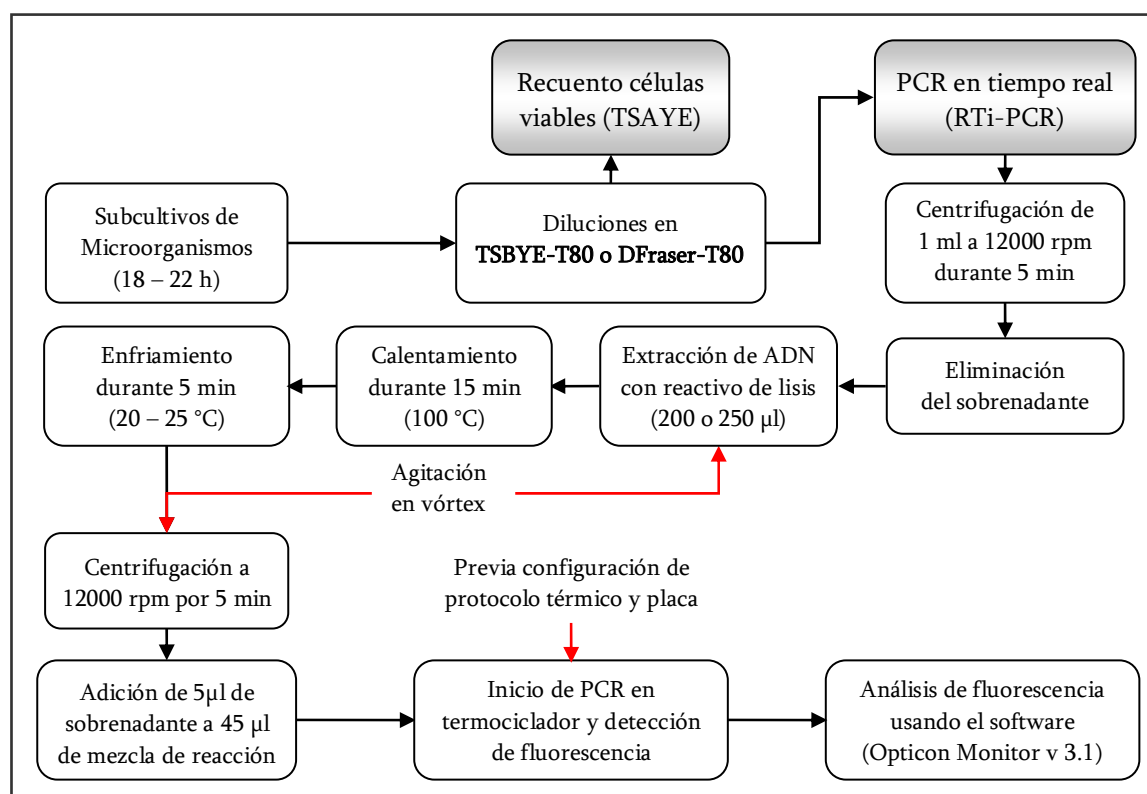 Recuento células
viables (TSAYE)
PCR en tiempo real
(RTi-PCR)
Subcultivos de
Microorganismos
(18 – 22 h)
Diluciones en
TSBYE-T80 o DFraser-T80
Centrifugación de
1 ml a 12000 rpm
durante 5 min
Enfriamiento
durante 5 min
(20 – 25 °C)
Calentamiento
durante 15 min
(100 °C)
Extracción de ADN
con reactivo de lisis
(200 o 250 µl)
Eliminación
del sobrenadante
Agitación
en vórtex
Centrifugación a
12000 rpm por 5 min
Previa configuración de
protocolo térmico y placa
Adición de 5µl de
sobrenadante a 45 µl
de mezcla de reacción
Inicio de PCR en
termociclador y detección
de fluorescencia
Análisis de fluorescencia
usando el software
(Opticon Monitor v 3.1)